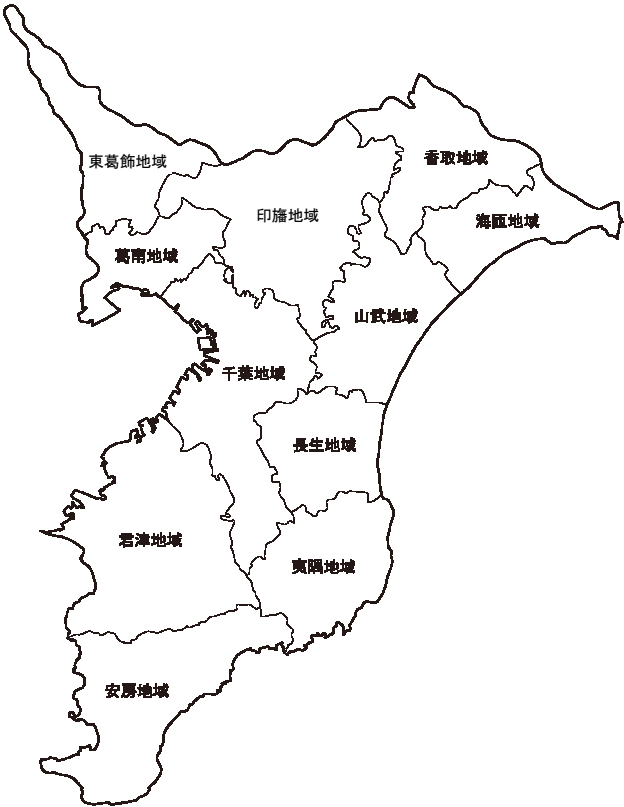 東葛飾地域
香取地域
印旛地域
海匝地域
葛南地域
山武地域
千葉地域
長生地域
君津地域
夷隅地域
安房地域